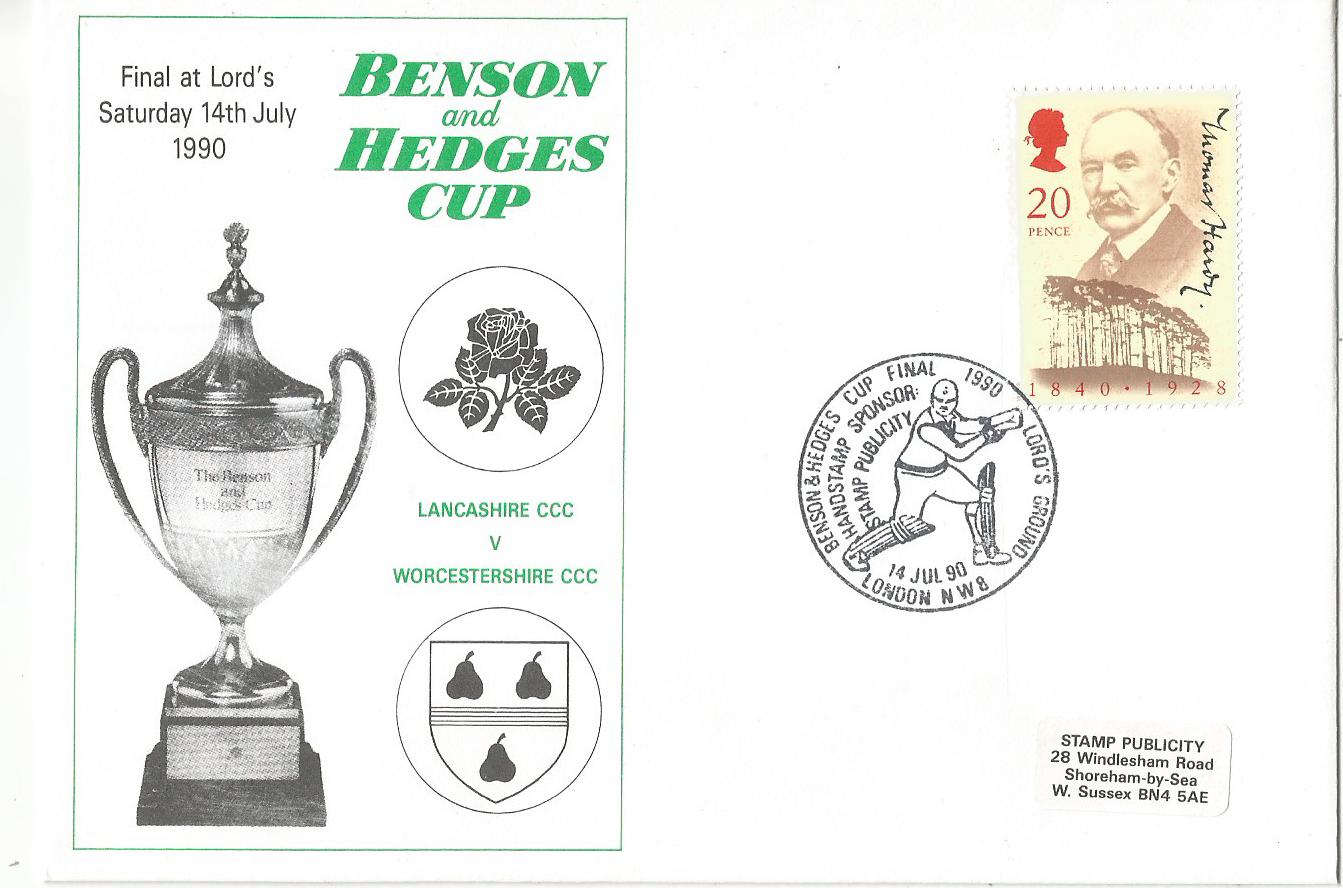 Final at Lord's
Saturday 14th July
1990
BENSON
and
HEDGES
CUP
The Benson
and
Hedges Cup
LANCASHIRE CCC
V
WORCESTERSHIRE CCC
20
PENCE
Thomas Hardy.
1840 · 1928
BENSON & HEDGES CUP FINAL 1990 LORD'S GROUND
HANDSTAMP SPONSOR:
STAMP PUBLICITY
14 JUL 90
LONDON NW8
STAMP PUBLICITY
28 Windlesham Road
Shoreham-by-Sea
W. Sussex BN4 5AE